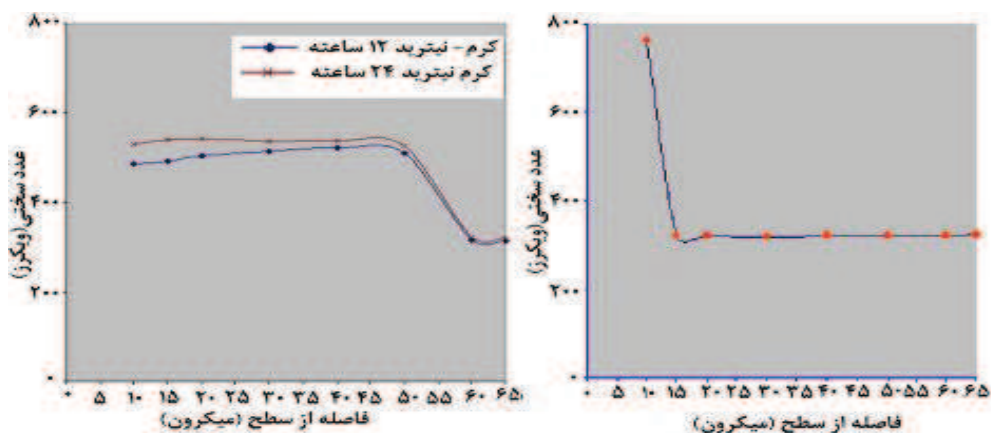 ۸۰۰
۶۰۰
۴۰۰
۲۰۰
۰
عدد سختی(ویکرز)
کرم - نیترید ۱۲ ساعته
کرم نیترید ۲۴ ساعته
۰ ۵ ۱۰ ۱۵ ۲۰ ۲۵ ۳۰ ۳۵ ۴۰ ۴۵ ۵۰ ۵۵ ۶۰ ۶۵
فاصله از سطح (میکرون)
۸۰۰
۶۰۰
۴۰۰
۲۰۰
۰
عدد سختی(ویکرز)
۰ ۵ ۱۰ ۱۵ ۲۰ ۲۵ ۳۰ ۳۵ ۴۰ ۴۵ ۵۰ ۵۵ ۶۰ ۶۵
فاصله از سطح (میکرون)